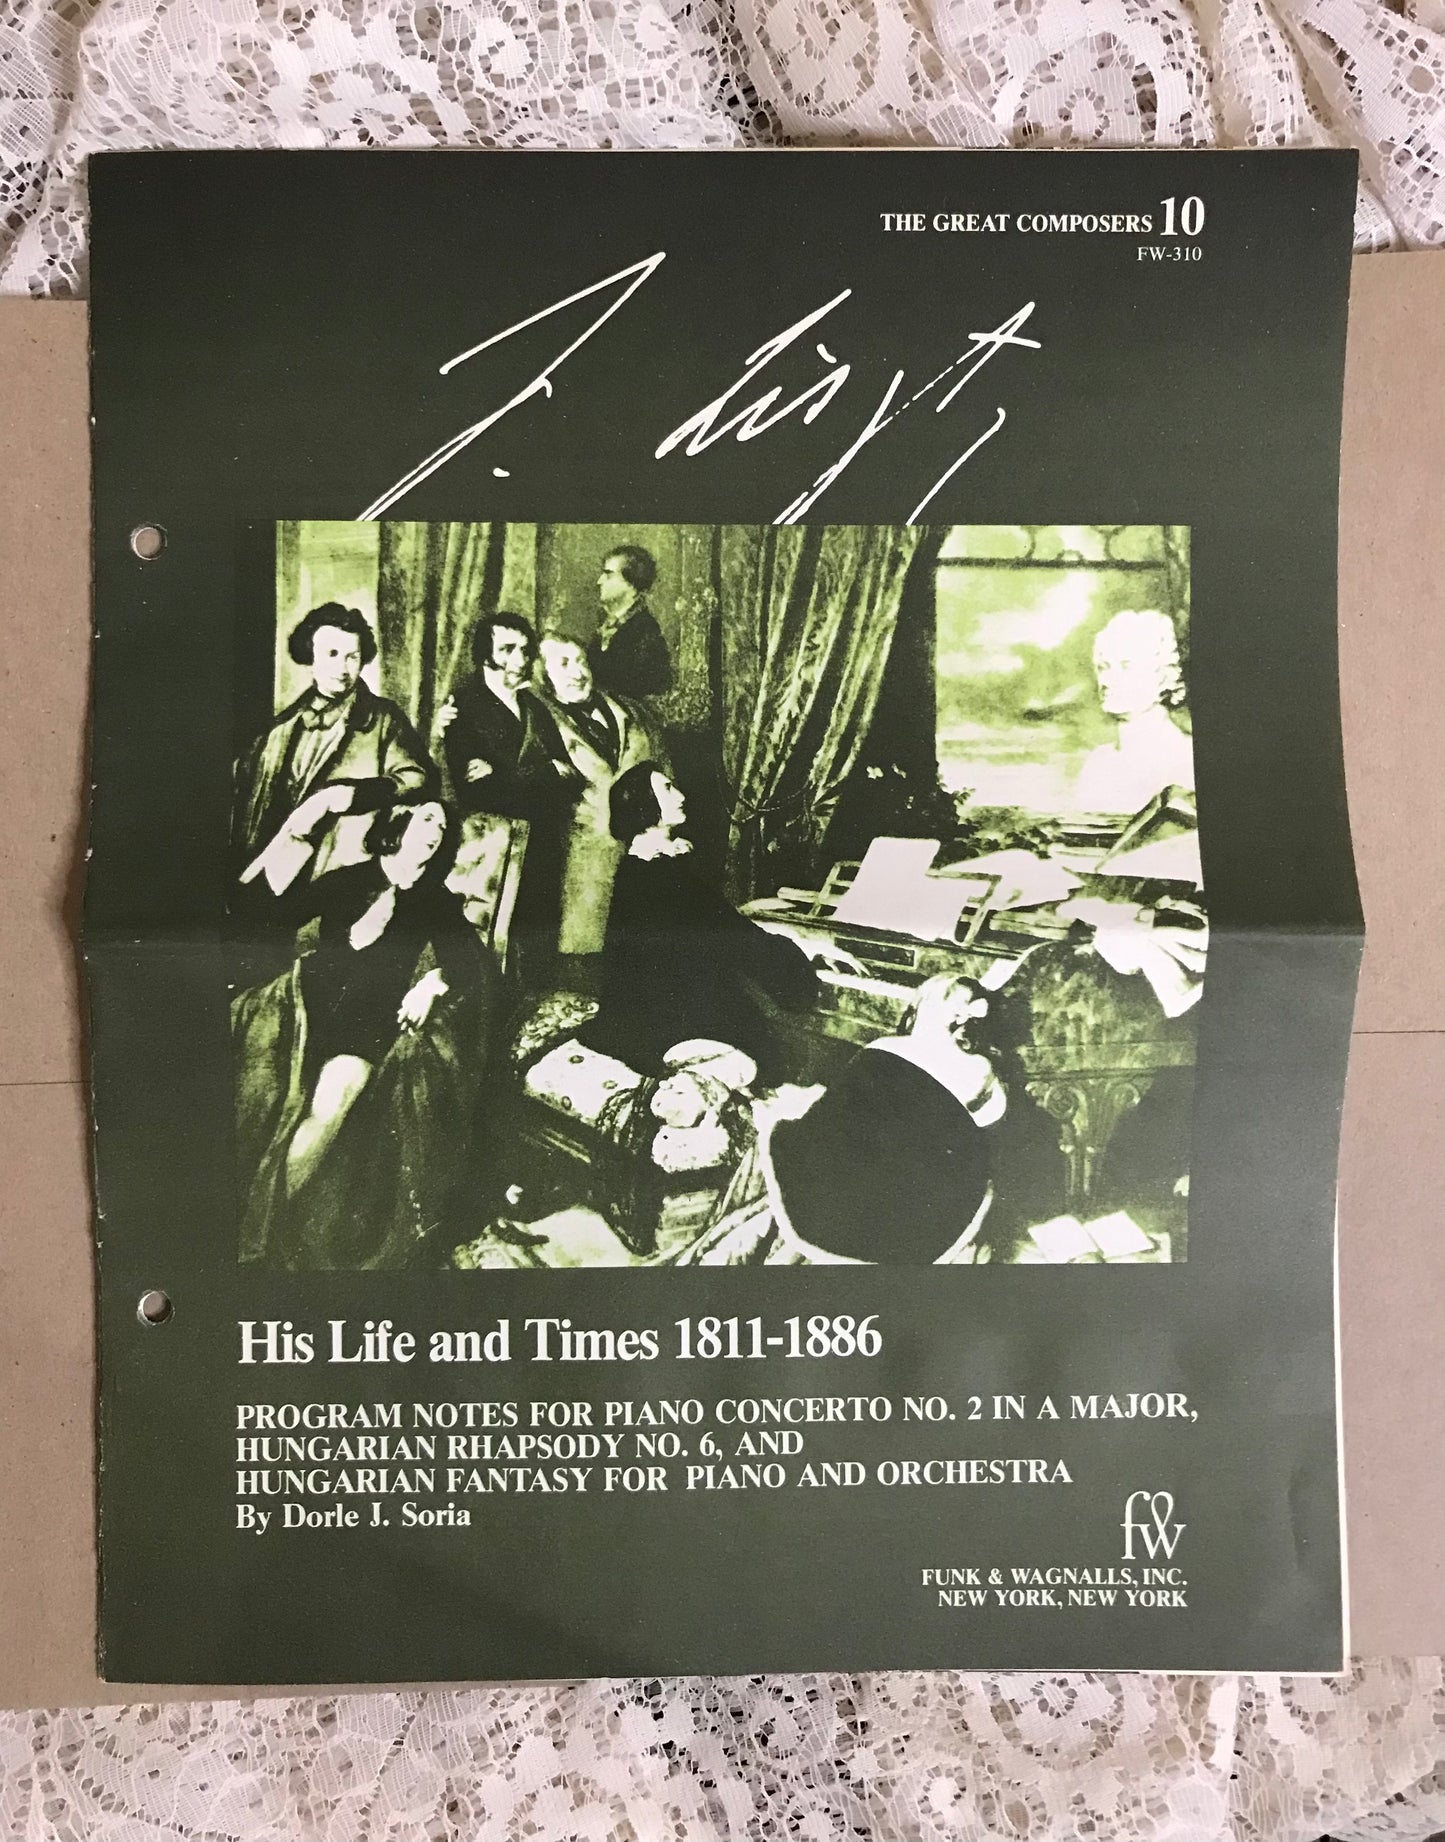 THE GREAT COMPOSERS 10
FW-310
F. Liszt
His Life and Times 1811-1886
PROGRAM NOTES FOR PIANO CONCERTO NO. 2 IN A MAJOR,
HUNGARIAN RHAPSODY NO. 6, AND
HUNGARIAN FANTASY FOR PIANO AND ORCHESTRA
By Dorle J. Soria
fw
FUNK & WAGNALLS, INC.
NEW YORK, NEW YORK